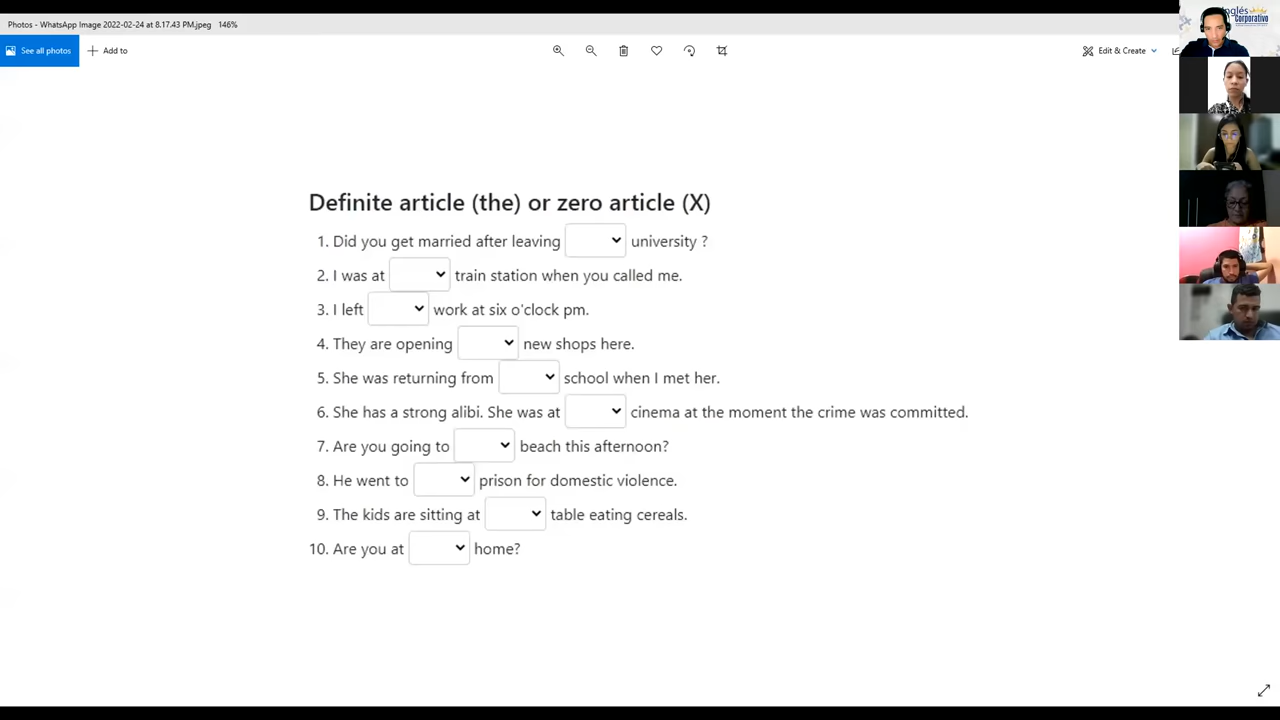 Photos - WhatsApp Image 2022-02-24 at 8.17.43 PM.jpeg 146%
Inglés
Corporativo
See all photos
Add to
Edit & Create
Definite article (the) or zero article (X)
1. Did you get married after leaving university ?
2. I was at train station when you called me.
3. I left work at six o'clock pm.
4. They are opening new shops here.
5. She was returning from school when I met her.
6. She has a strong alibi. She was at cinema at the moment the crime was committed.
7. Are you going to beach this afternoon?
8. He went to prison for domestic violence.
9. The kids are sitting at table eating cereals.
10. Are you at home?